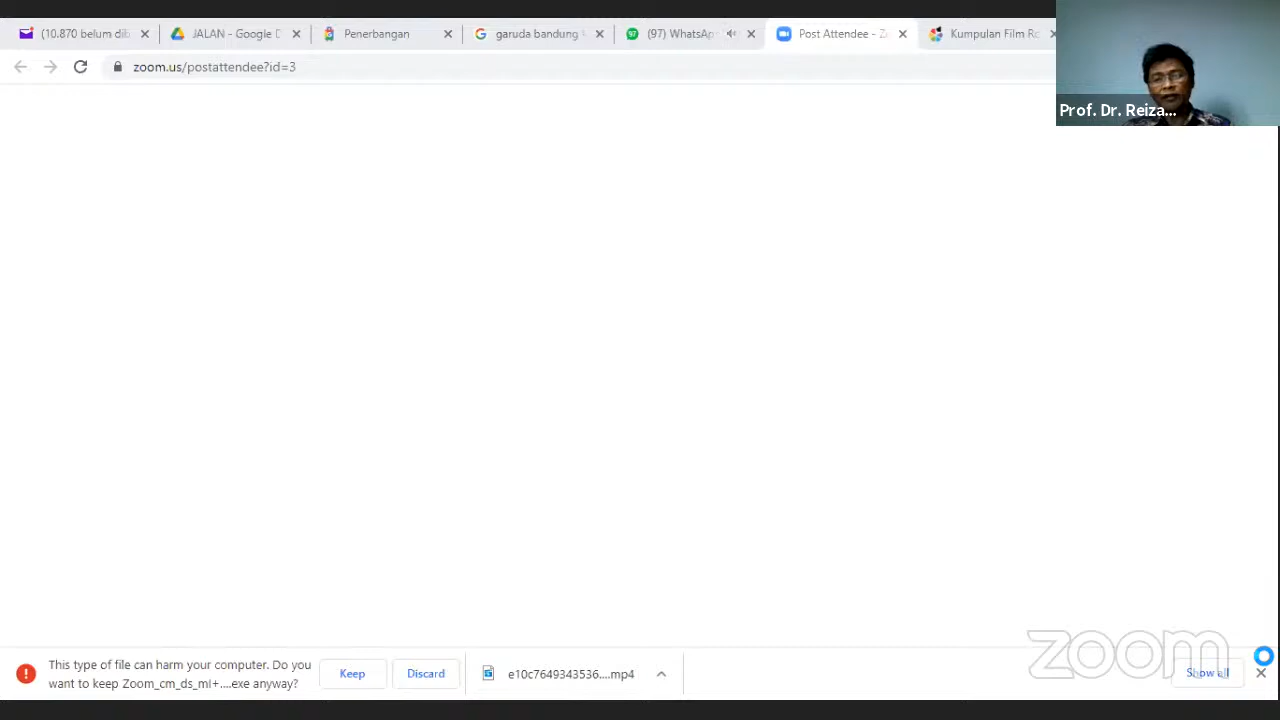 (10.870 belum dib
JALAN - Google D
Penerbangan
garuda bandung
(97) WhatsAp
Post Attendee - Z
Kumpulan Film Ro
zoom.us/postattendee?id=3
Prof. Dr. Reiza...
This type of file can harm your computer. Do you
want to keep Zoom_cm_ds_mI+....exe anyway?
Keep
Discard
e10c7649343536....mp4
Show all
zoom